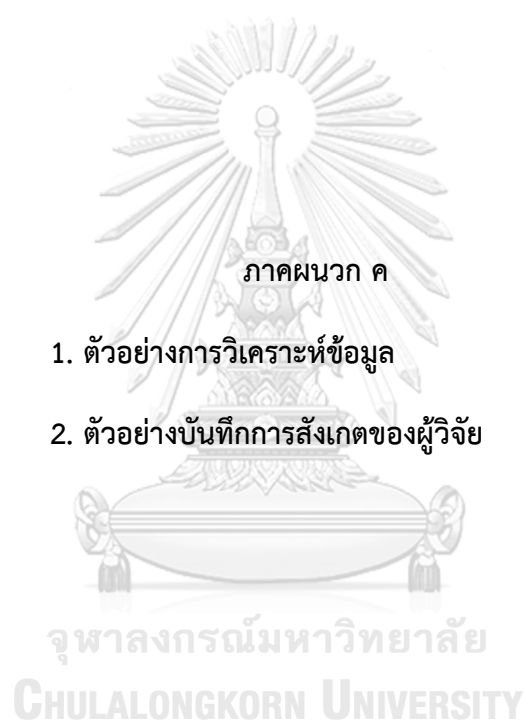 ภาคผนวก ค
1. ตัวอย่างการวิเคราะห์ข้อมูล
2. ตัวอย่างบันทึกการสังเกตของผู้วิจัย
จุฬาลงกรณ์มหาวิทยาลัย
CHULALONGKORN UNIVERSITY